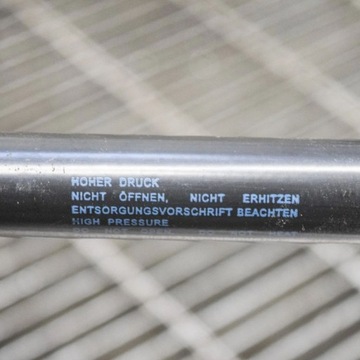 HOHER DRUCK
NICHT ÖFFNEN, NICHT ERHITZEN
ENTSORGUNGSVORSCHRIFT BEACHTEN
HIGH PRESSURE